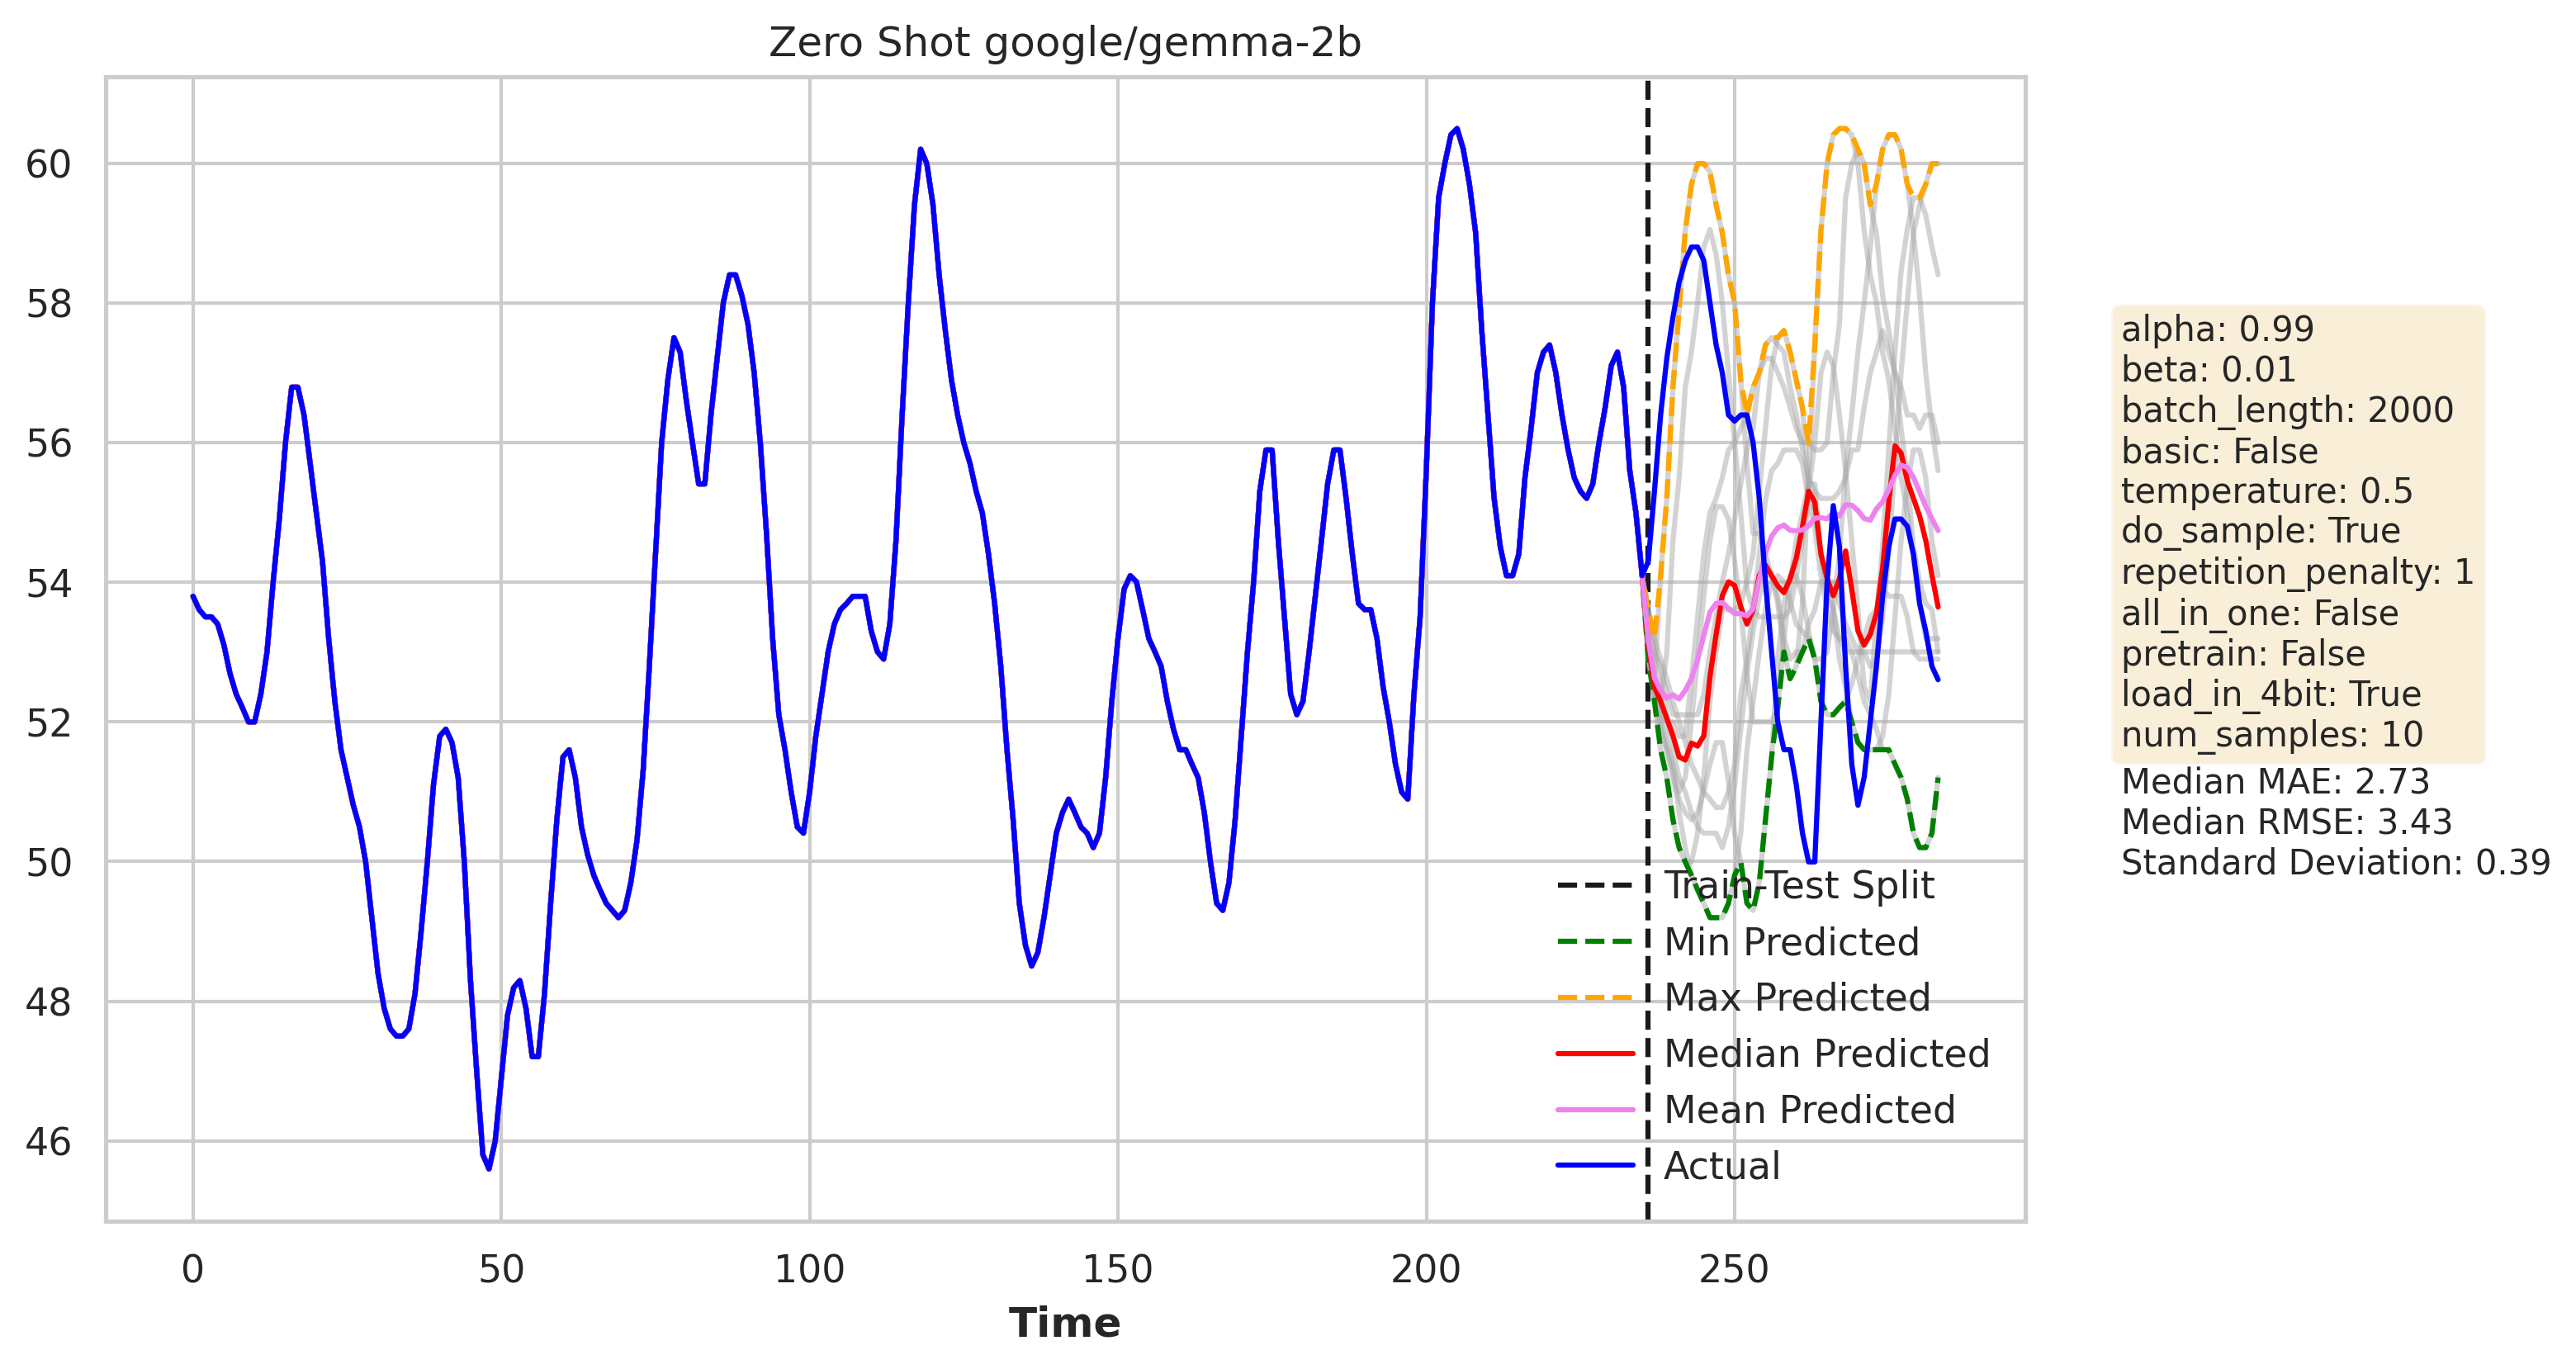 Zero Shot google/gemma-2b
60
58
56
54
52
50
48
46
0 50 100 150 200 250
Time
Train-Test Split
Min Predicted
Max Predicted
Median Predicted
Mean Predicted
Actual
alpha: 0.99
beta: 0.01
batch_length: 2000
basic: False
temperature: 0.5
do_sample: True
repetition_penalty: 1
all_in_one: False
pretrain: False
load_in_4bit: True
num_samples: 10
Median MAE: 2.73
Median RMSE: 3.43
Standard Deviation: 0.39